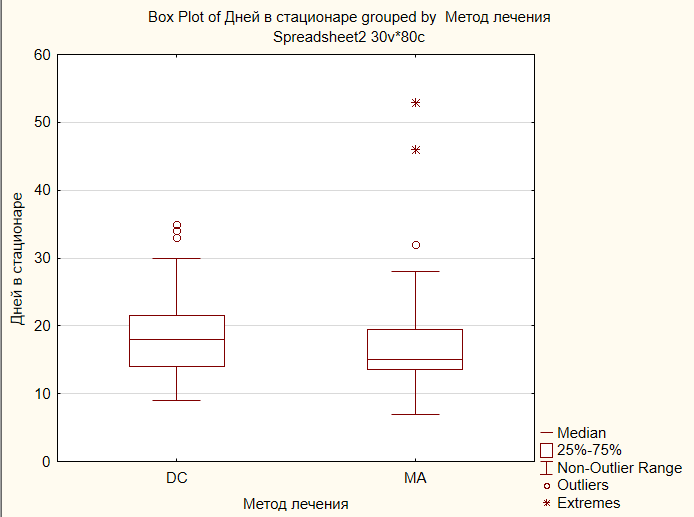 Box Plot of Дней в стационаре grouped by  Метод лечения
Spreadsheet2 30v*80c
60
50
40
30
20
10
0
Дней в стационаре
DC
MA
Метод лечения
Median
25%-75%
Non-Outlier Range
Outliers
Extremes